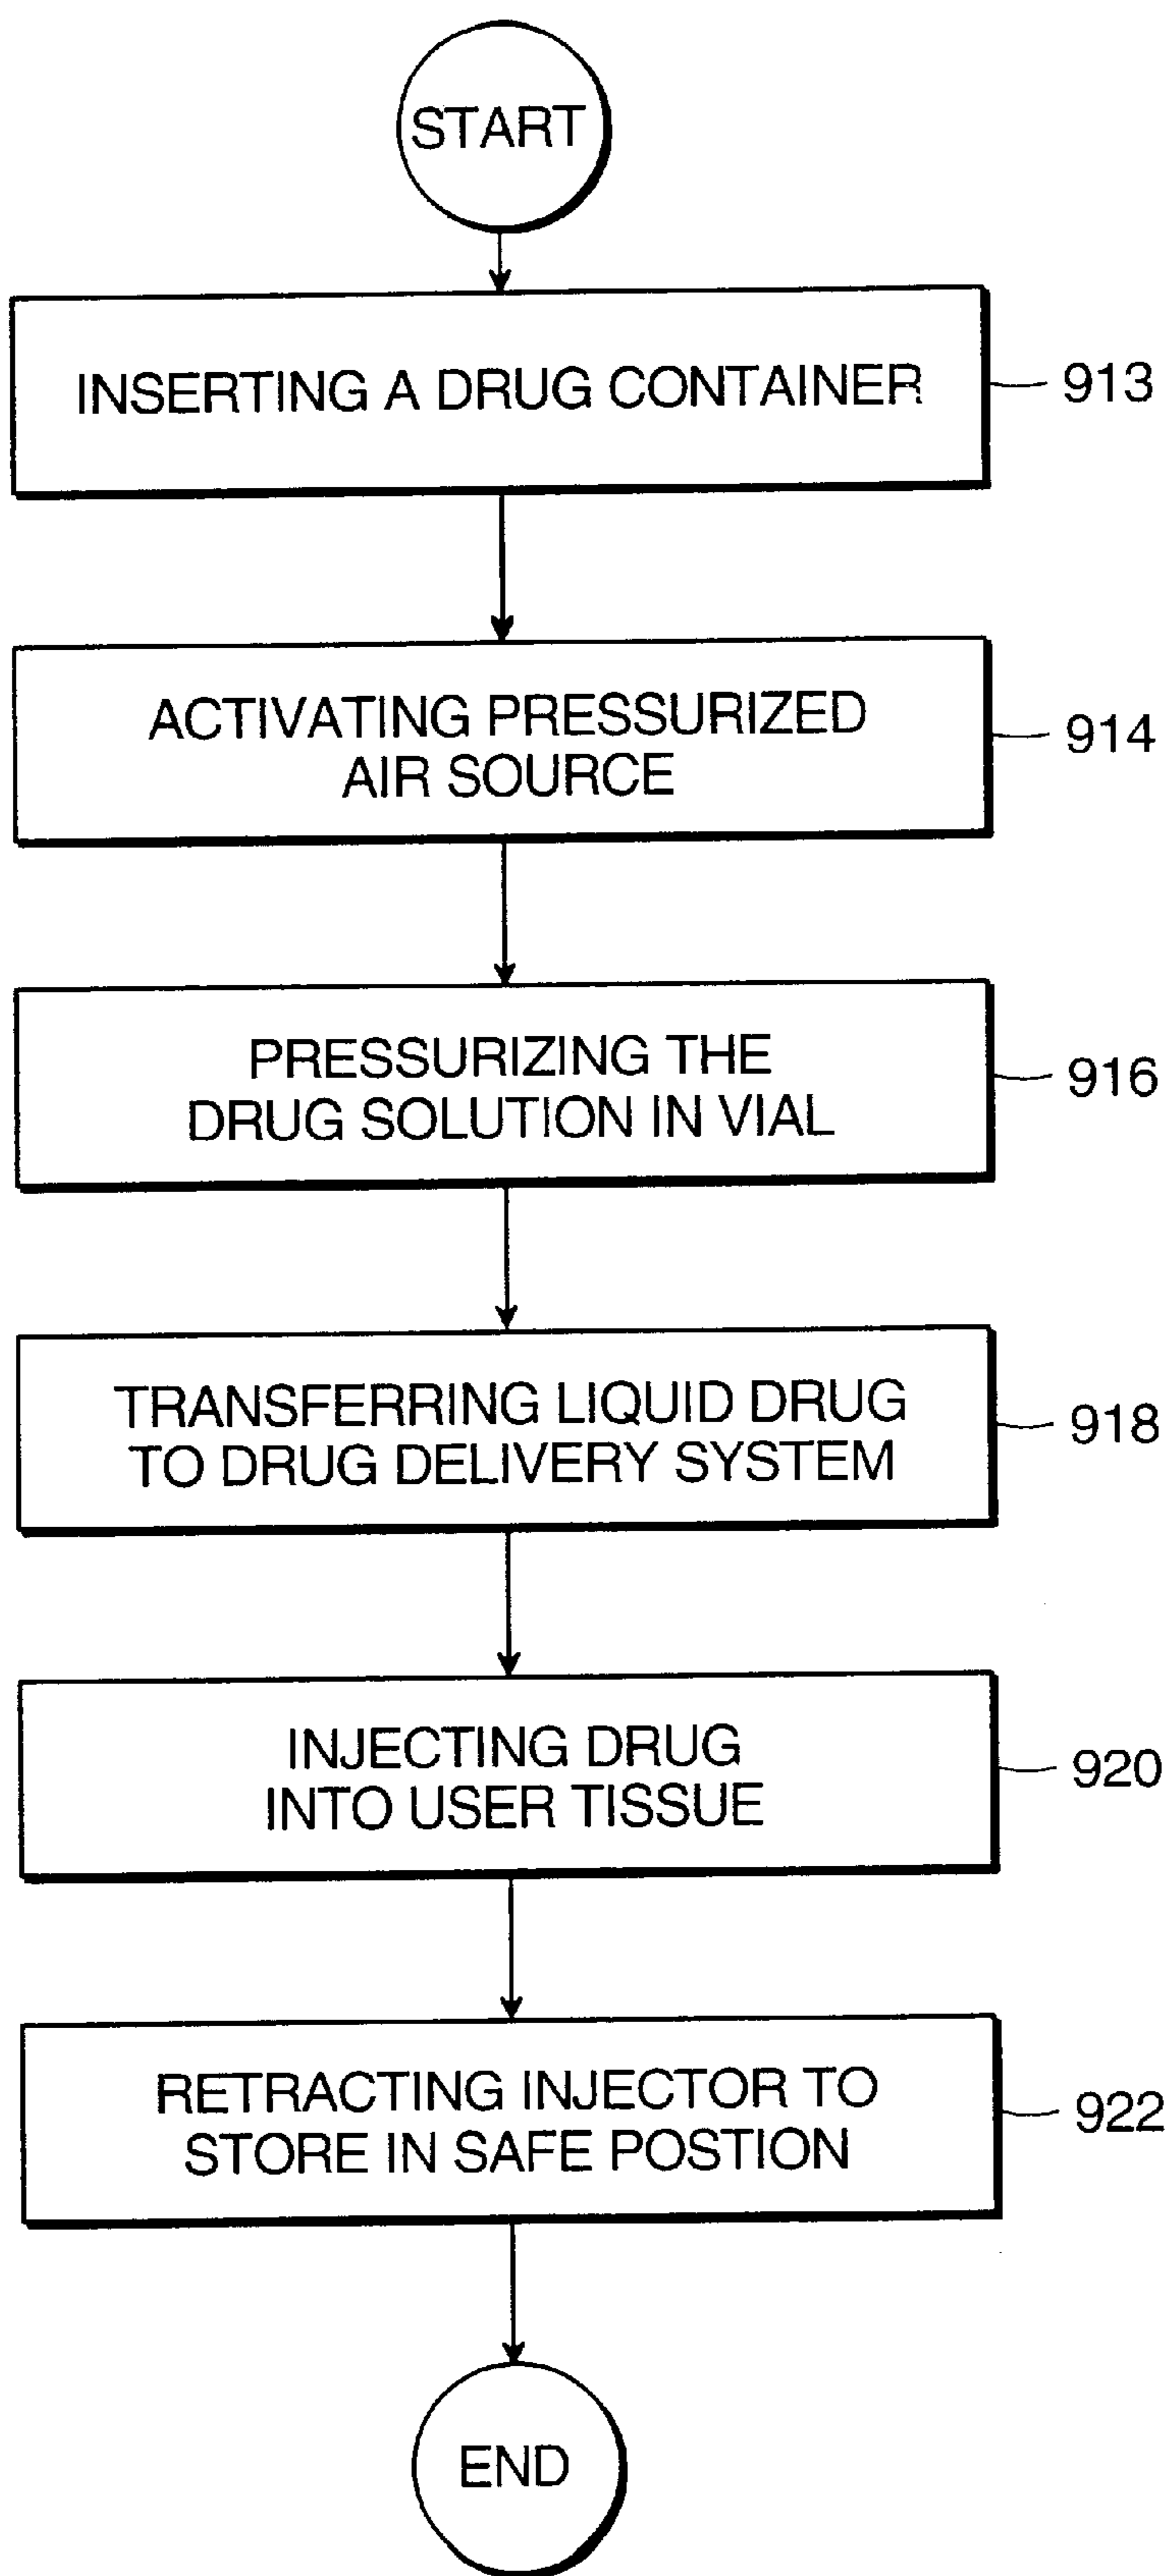 START
INSERTING A DRUG CONTAINER
913
ACTIVATING PRESSURIZED
AIR SOURCE
914
PRESSURIZING THE
DRUG SOLUTION IN VIAL
916
TRANSFERRING LIQUID DRUG
TO DRUG DELIVERY SYSTEM
918
INJECTING DRUG
INTO USER TISSUE
920
RETRACTING INJECTOR TO
STORE IN SAFE POSTION
922
END